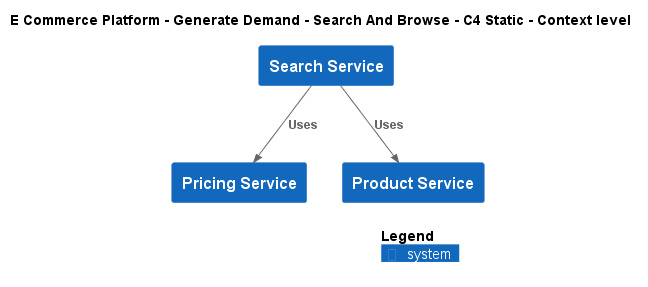 E Commerce Platform - Generate Demand - Search And Browse - C4 Static - Context level
Search Service
Uses
Uses
Pricing Service
Product Service
Legend
system